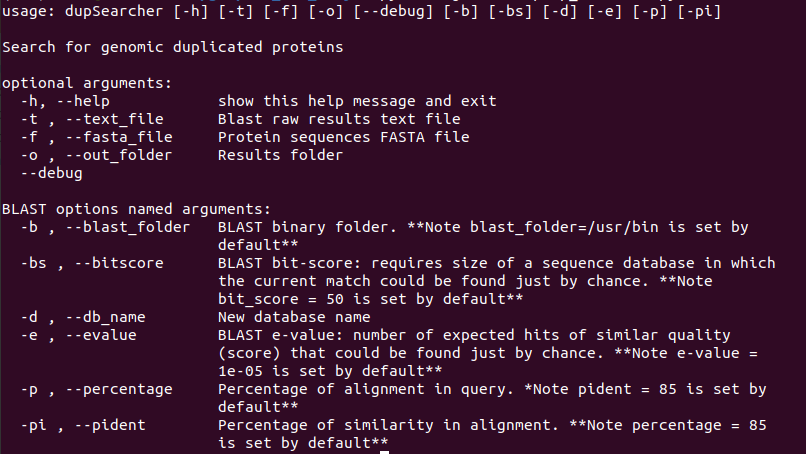 usage: dupSearcher [-h] [-t] [-f] [-o] [--debug] [-b] [-bs] [-d] [-e] [-p] [-pi]
Search for genomic duplicated proteins
optional arguments:
-h, --help show this help message and exit
-t , --text_file Blast raw results text file
-f , --fasta_file Protein sequences FASTA file
-o , --out_folder Results folder
--debug
BLAST options named arguments:
-b , --blast_folder BLAST binary folder. **Note blast_folder=/usr/bin is set by
default**
-bs , --bitscore BLAST bit-score: requires size of a sequence database in which
the current match could be found just by chance. **Note
bit_score = 50 is set by default**
-d , --db_name New database name
-e , --evalue BLAST e-value: number of expected hits of similar quality
(score) that could be found just by chance. **Note e-value =
1e-05 is set by default**
-p , --percentage Percentage of alignment in query. *Note pident = 85 is set by
default**
-pi , --pident Percentage of similarity in alignment. **Note percentage = 85
is set by default**